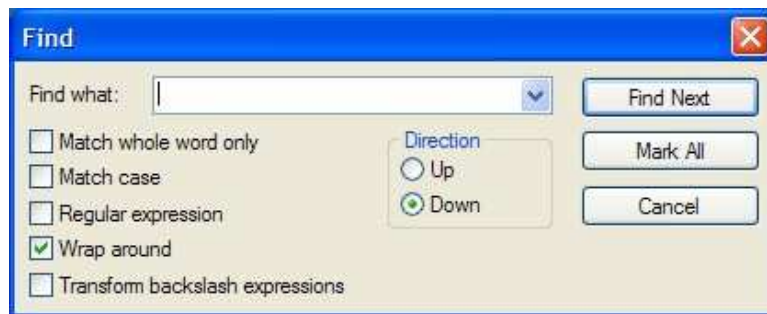 Find
Find what:
Find Next
Match whole word only
Direction
Mark All
Match case
Up
Regular expression
Down
Cancel
Wrap around
Transform backslash expressions